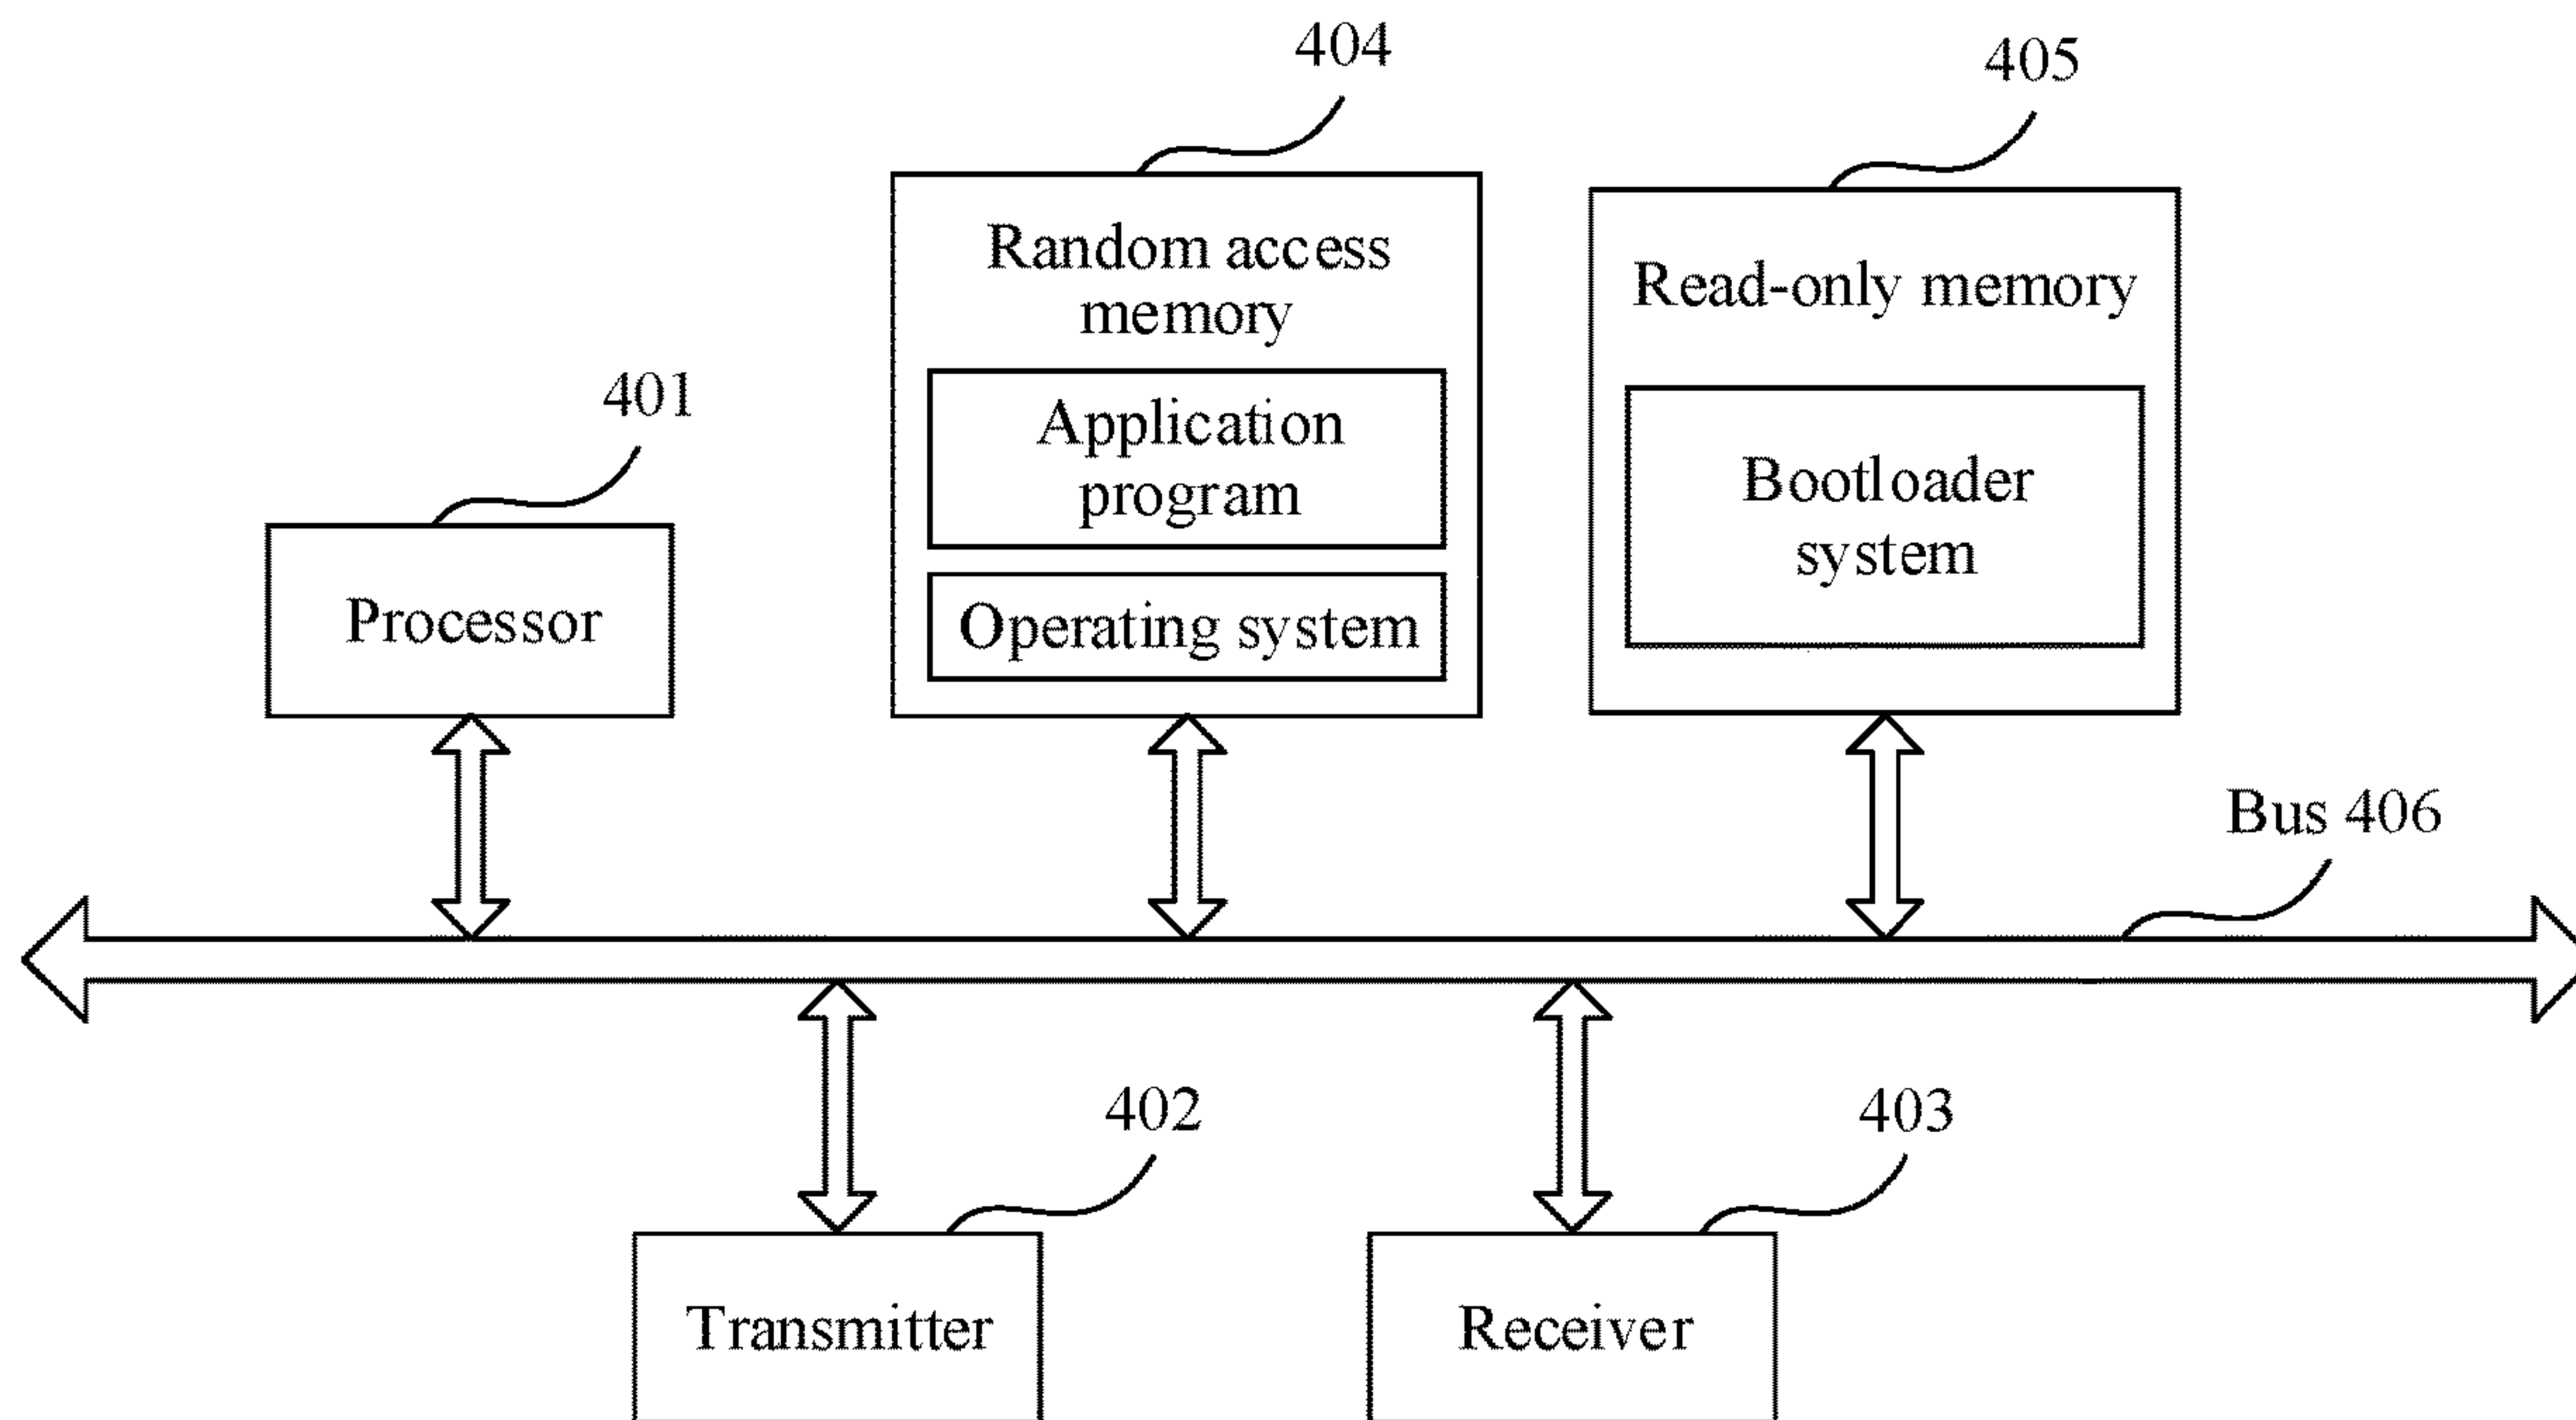 404
405
Random access
memory
Read-only memory
401
Application
program
Bootloader
system
Processor
Operating system
Bus 406
402
403
Transmitter
Receiver